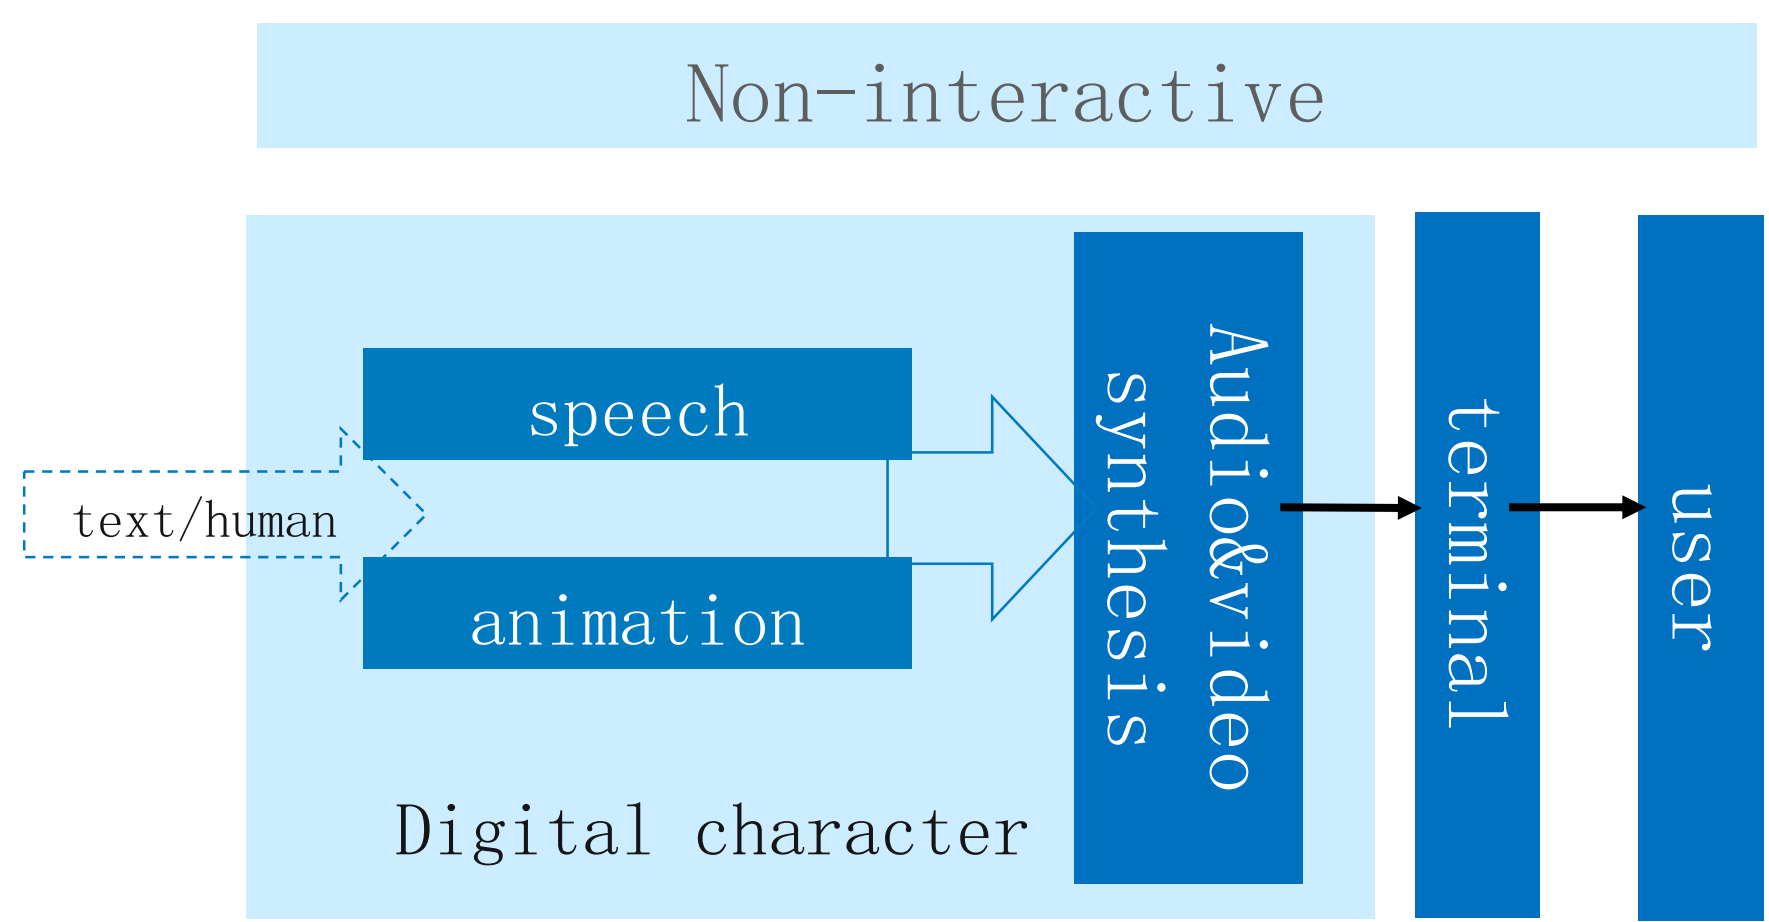 Non-interactive
text/human
speech
animation
Digital character
Audio&video
synthesis
terminal
user